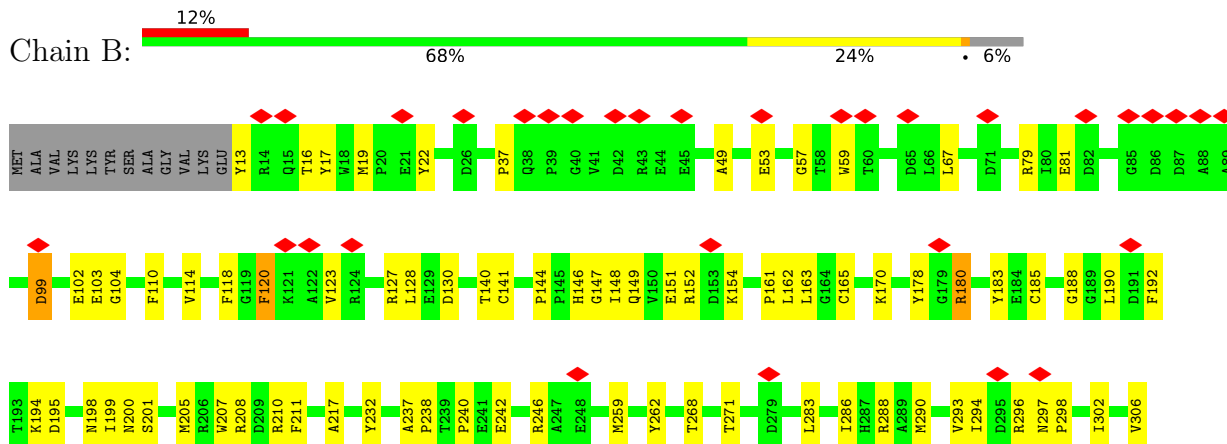 12%
Chain B:
68% 24% • 6%
MET ALA VAL LYS LYS TYR SER ALA GLY VAL LYS GLU Y13 R14 Q15 T16 Y17 W18 M19 P20 E21 Y22 D26 P37 Q38 P39 G40 V41 D42 R43 E44 E45 A49 E53 G57 T58 W59 T60 D65 L66 L67 D71 R79 I80 E81 D82 G85 D86 D87 A88 A89
D99 E102 E103 G104 F110 V114 F118 G119 F120 K121 A122 V123 R124 R127 L128 E129 D130 T140 C141 P144 P145 H146 G147 I148 Q149 V150 E151 R152 D153 K154 P161 L162 L163 G164 C165 K170 Y178 G179 R180 Y183 E184 C185 G188 G189 L190 D191 F192
T193 K194 D195 N198 I199 N200 S201 M205 R206 W207 R208 D209 R210 F211 A217 Y232 A237 P238 T239 P240 E241 E242 R246 A247 E248 M259 Y262 T268 T271 D279 L283 I286 H287 R288 A289 M290 V293 I294 D295 R296 N297 P298 I302 V306